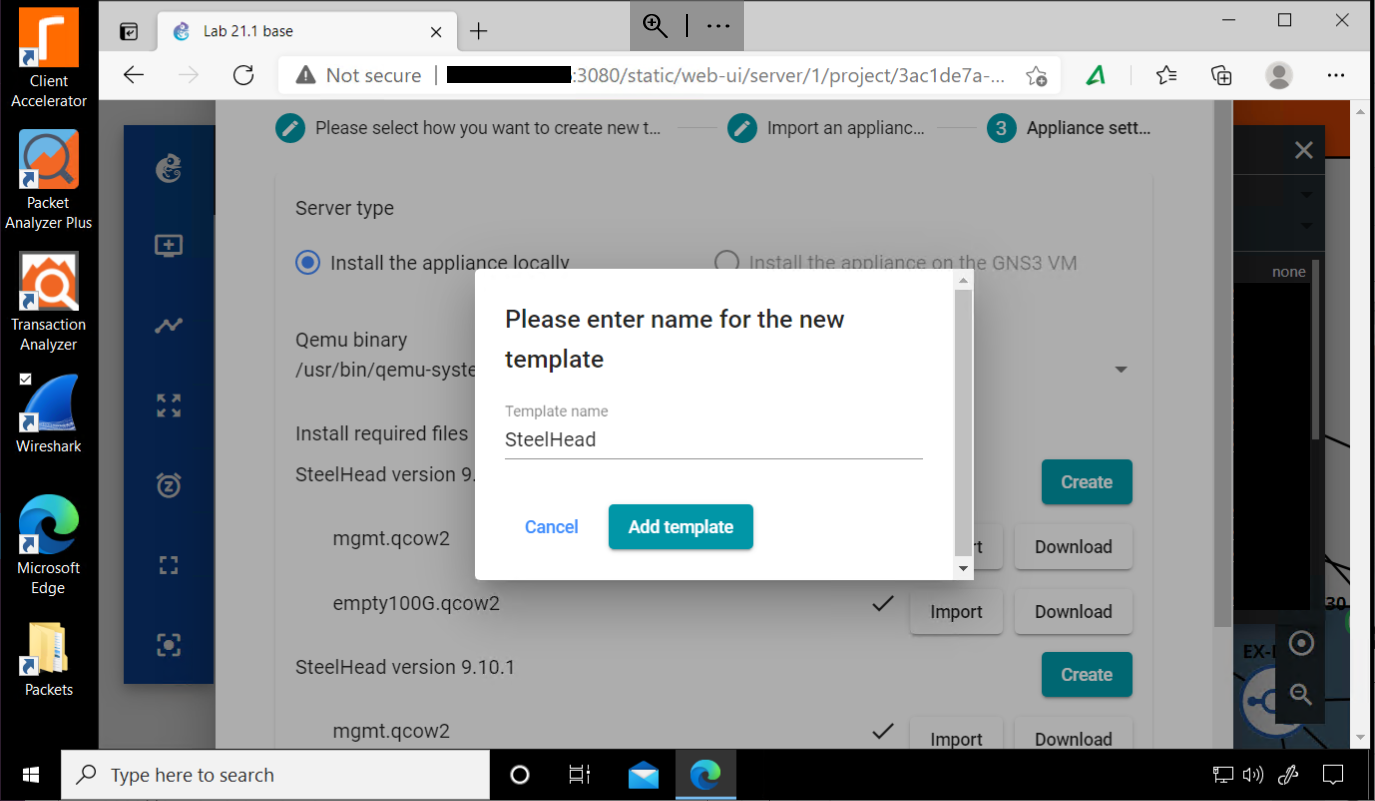 Client
Accelerator
Packet
Analyzer Plus
Transaction
Analyzer
Wireshark
Microsoft
Edge
Packets
Lab 21.1 base
Not secure
:3080/static/web-ui/server/1/project/3ac1de7a-...
Please select how you want to create new t...
Import an applianc...
3
Appliance sett...
Server type
Install the appliance locally
Install the appliance on the GNS3 VM
none
Qemu binary
/usr/bin/qemu-syste
Install required files
SteelHead version 9.
Create
mgmt.qcow2
Download
empty100G.qcow2
Import
Download
SteelHead version 9.10.1
Create
mgmt.qcow2
Import
Download
Please enter name for the new
template
Template name
SteelHead
Cancel
Add template
30
Type here to search